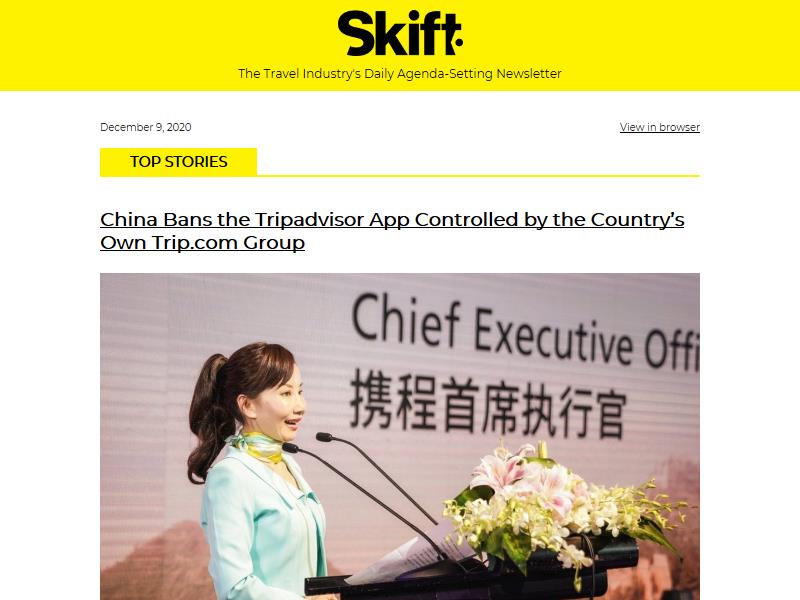 Skift
The Travel Industry's Daily Agenda-Setting Newsletter
December 9, 2020
View in browser
TOP STORIES
China Bans the Tripadvisor App Controlled by the Country’s
Own Trip.com Group
Chief Executive Offi
携程首席执行官